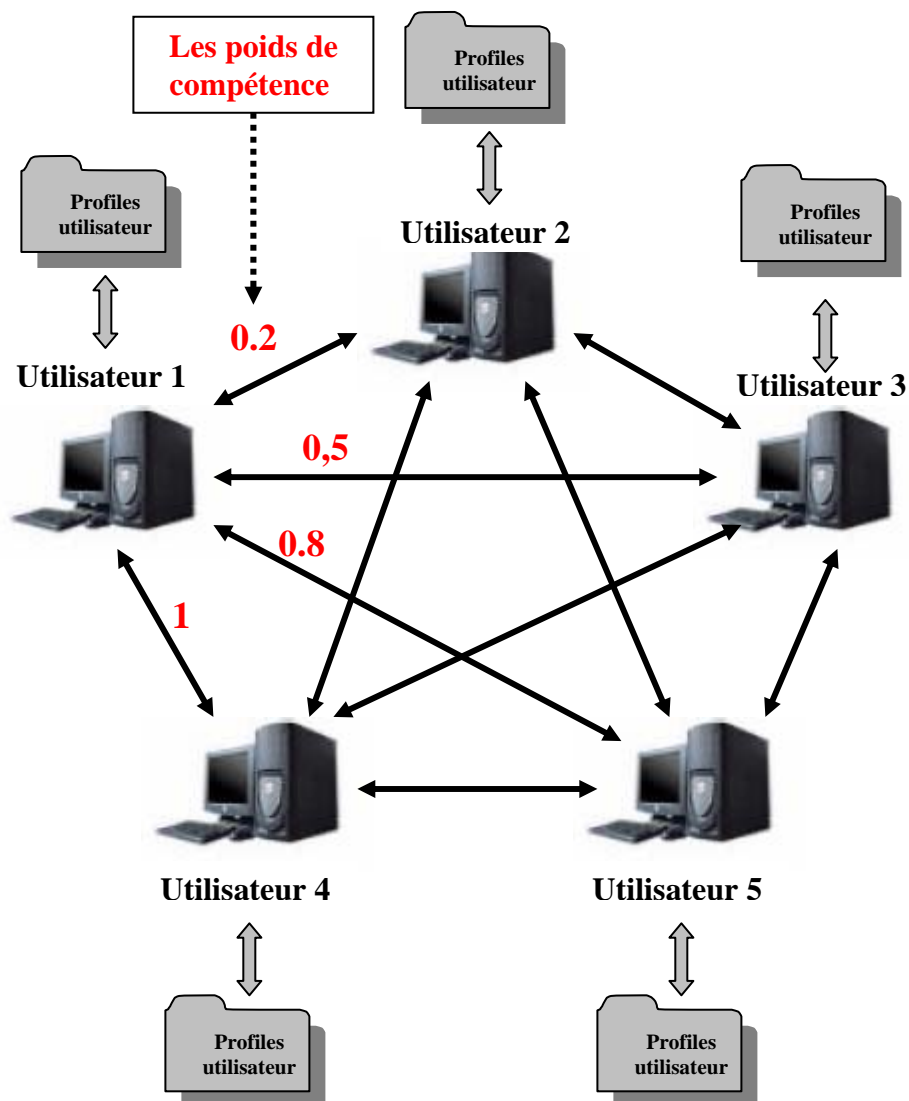 Les poids de
compétence
Profiles
utilisateur
Profiles
utilisateur
Profiles
utilisateur
Utilisateur 2
0.2
Utilisateur 1
Utilisateur 3
0,5
0.8
1
Utilisateur 4
Utilisateur 5
Profiles
utilisateur
Profiles
utilisateur